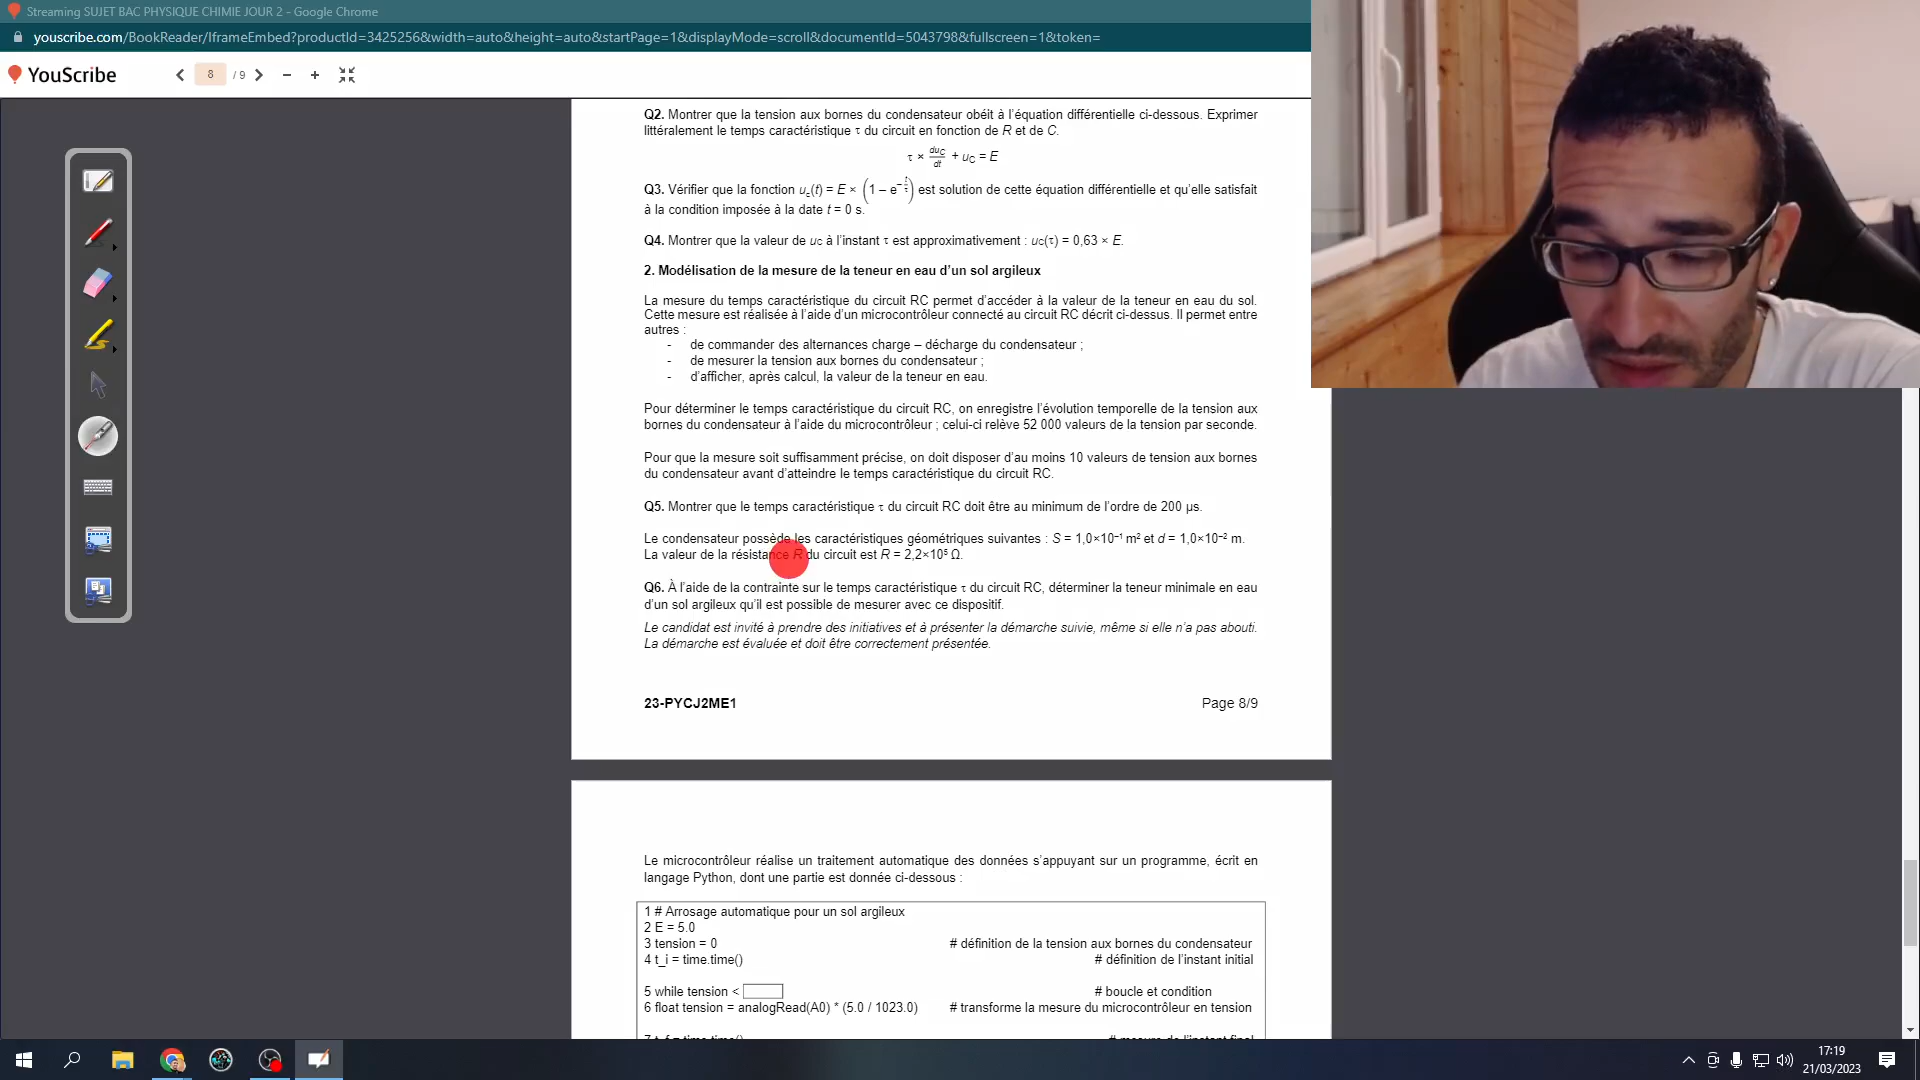 Streaming SUJET BAC PHYSIQUE CHIMIE JOUR 2 - Google Chrome
youscribe.com/BookReader/IframeEmbed?productId=3425256&width=auto&height=auto&startPage=1&displayMode=scroll&documentId=5043798&fullscreen=1&token=
YouScribe
8 / 9
Q2. Montrer que la tension aux bornes du condensateur obéit à l’équation différentielle ci-dessous. Exprimer
littéralement le temps caractéristique τ du circuit en fonction de R et de C.
τ × duC/dt + uC = E
Q3. Vérifier que la fonction uc(t) = E × (1 – e^(–t/τ)) est solution de cette équation différentielle et qu’elle satisfait
à la condition imposée à la date t = 0 s.
Q4. Montrer que la valeur de uC à l’instant τ est approximativement : uC(τ) = 0,63 × E.
2. Modélisation de la mesure de la teneur en eau d’un sol argileux
La mesure du temps caractéristique du circuit RC permet d’accéder à la valeur de la teneur en eau du sol.
Cette mesure est réalisée à l’aide d’un microcontrôleur connecté au circuit RC décrit ci-dessus. Il permet entre
autres :
- de commander des alternances charge – décharge du condensateur ;
- de mesurer la tension aux bornes du condensateur ;
- d’afficher, après calcul, la valeur de la teneur en eau.
Pour déterminer le temps caractéristique du circuit RC, on enregistre l’évolution temporelle de la tension aux
bornes du condensateur à l’aide du microcontrôleur ; celui-ci relève 52 000 valeurs de la tension par seconde.
Pour que la mesure soit suffisamment précise, on doit disposer d’au moins 10 valeurs de tension aux bornes
du condensateur avant d’atteindre le temps caractéristique du circuit RC.
Q5. Montrer que le temps caractéristique τ du circuit RC doit être au minimum de l’ordre de 200 µs.
Le condensateur possède les caractéristiques géométriques suivantes : S = 1,0×10⁻¹ m² et d = 1,0×10⁻² m.
La valeur de la résistance R du circuit est R = 2,2×10⁵ Ω.
Q6. À l’aide de la contrainte sur le temps caractéristique τ du circuit RC, déterminer la teneur minimale en eau
d’un sol argileux qu’il est possible de mesurer avec ce dispositif.
Le candidat est invité à prendre des initiatives et à présenter la démarche suivie, même si elle n’a pas abouti.
La démarche est évaluée et doit être correctement présentée.
23-PYCJ2ME1 Page 8/9
Le microcontrôleur réalise un traitement automatique des données s’appuyant sur un programme, écrit en
langage Python, dont une partie est donnée ci-dessous :
1 # Arrosage automatique pour un sol argileux
2 E = 5.0
3 tension = 0 # définition de la tension aux bornes du condensateur
4 t_i = time.time() # définition de l’instant initial
5 while tension < # boucle et condition
6 float tension = analogRead(A0) * (5.0 / 1023.0) # transforme la mesure du microcontrôleur en tension
7 t_f = time.time() # mesure de l’instant final
17:19
21/03/2023